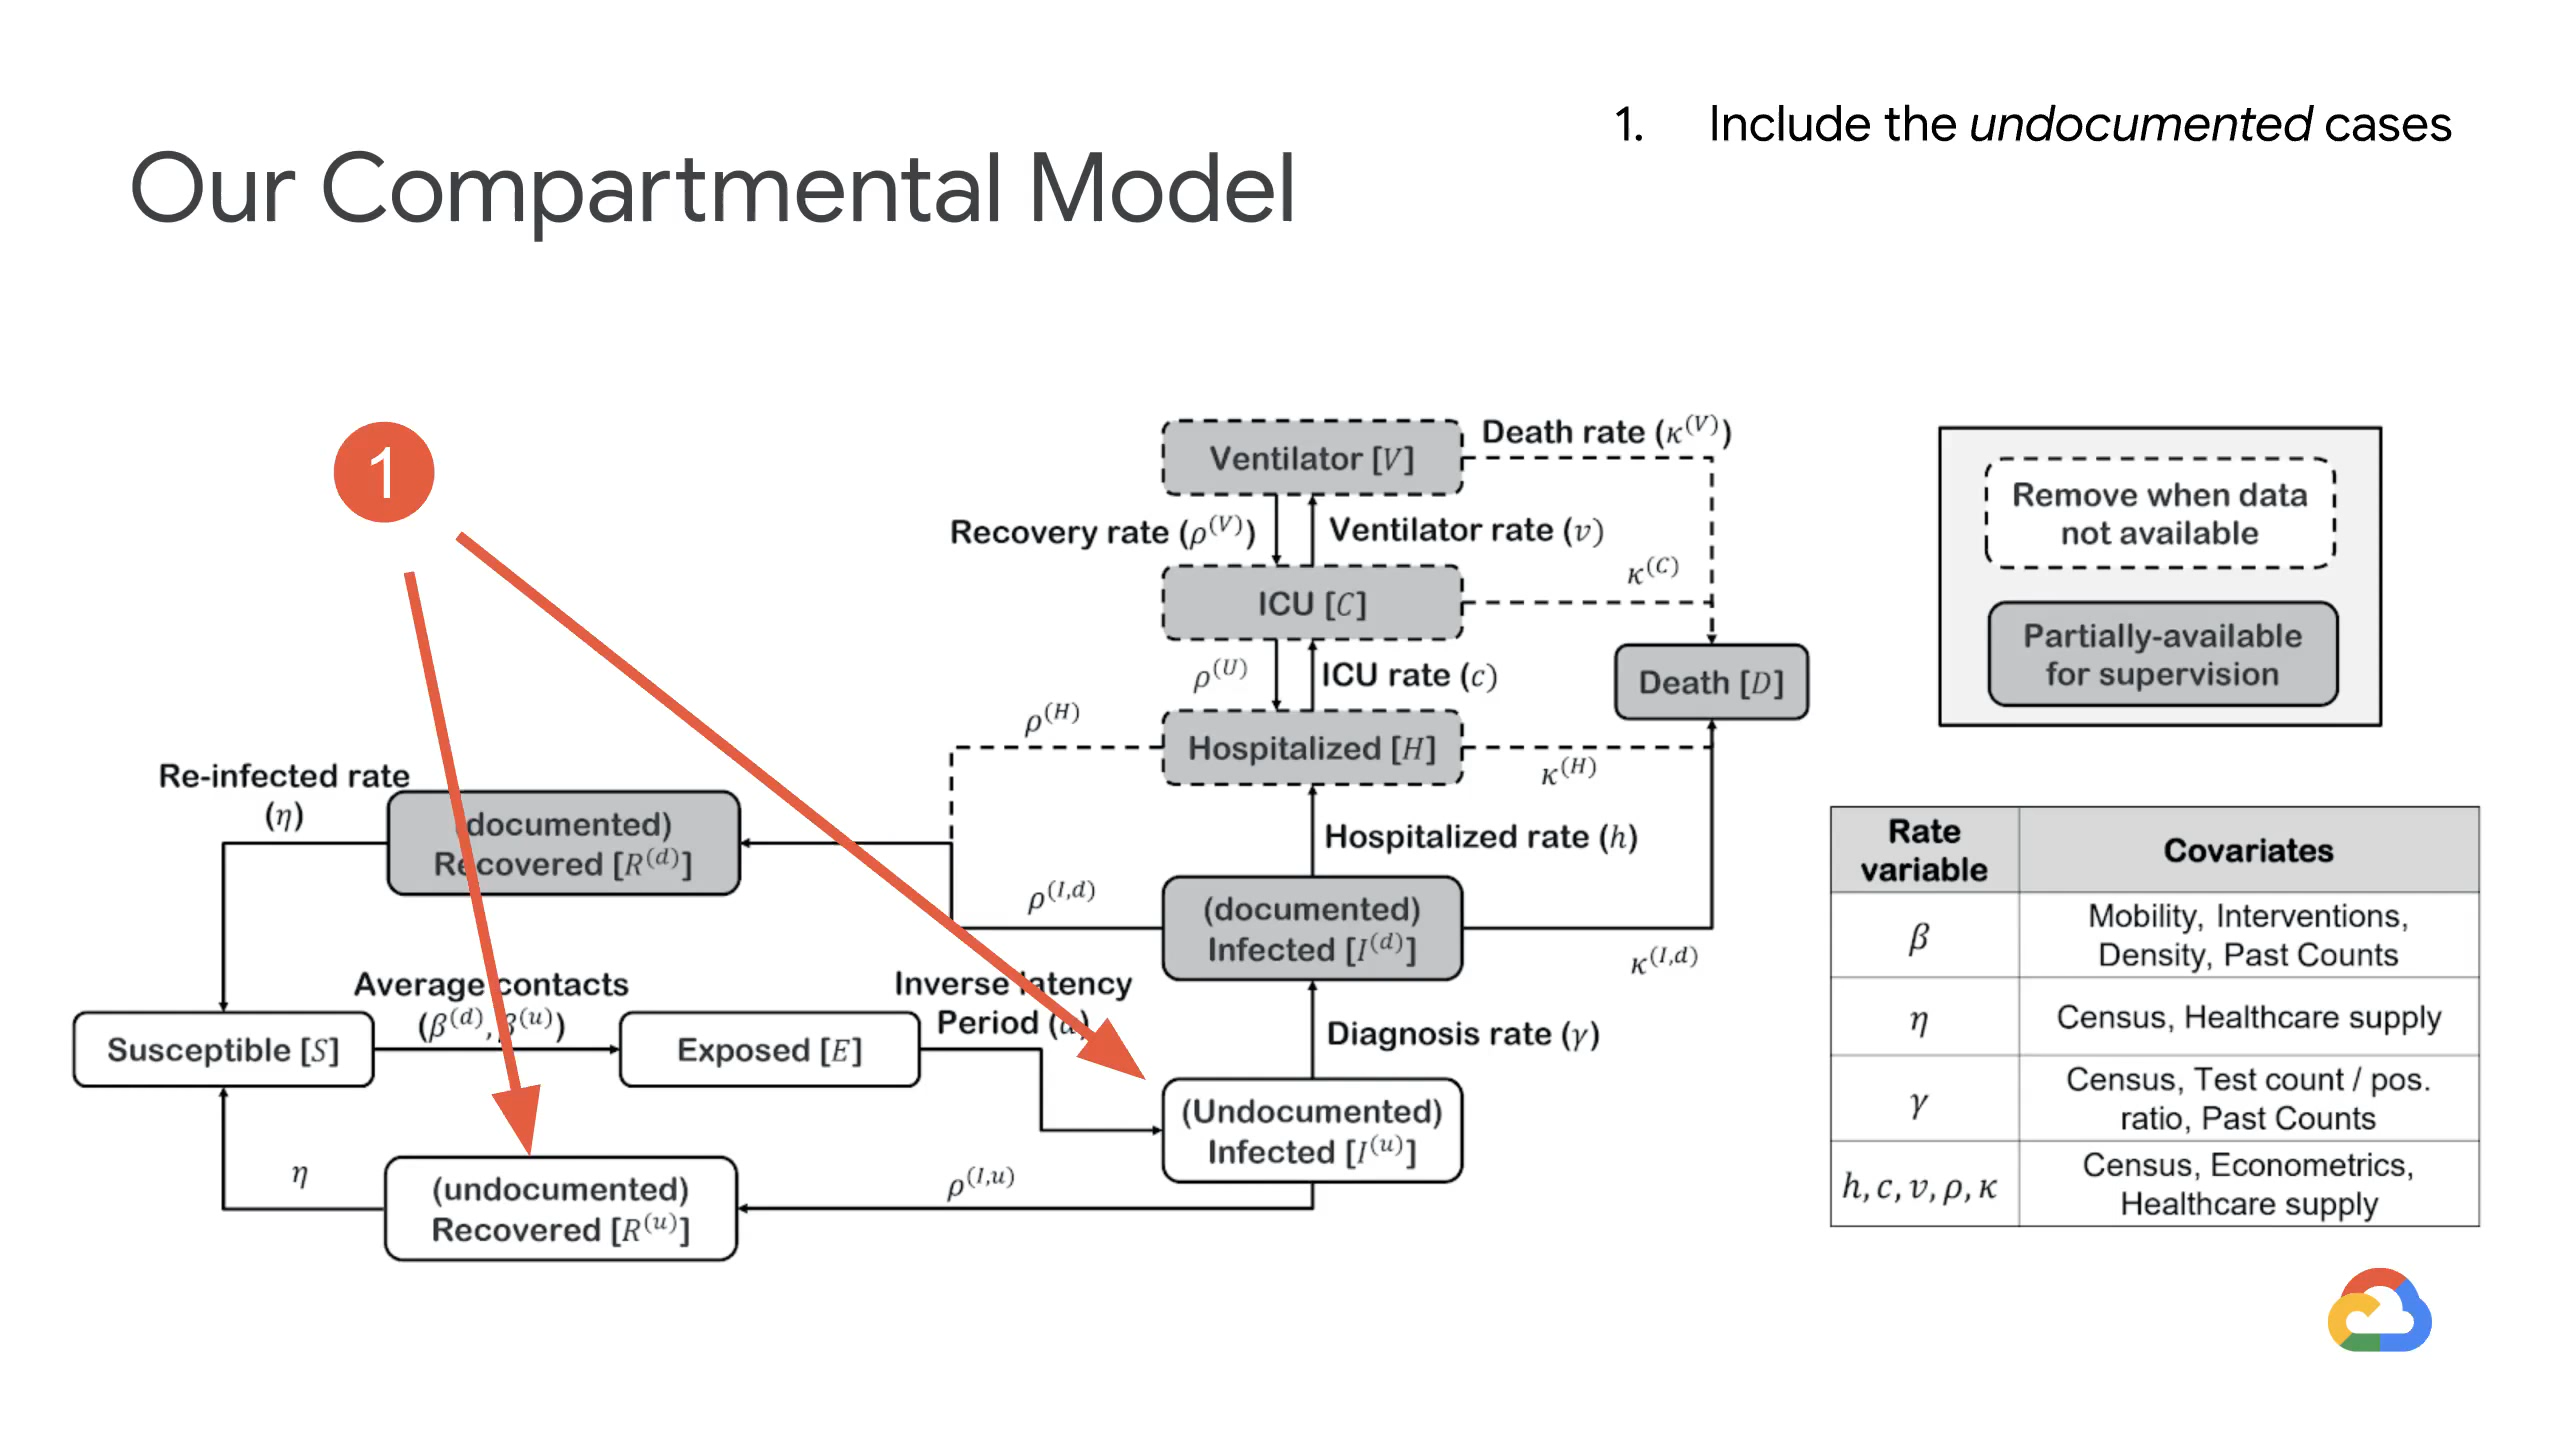 1. Include the undocumented cases
Our Compartmental Model
1
Ventilator [V]
Death rate (κ^(V))
Recovery rate (ρ^(V))
Ventilator rate (v)
ICU [C]
κ^(C)
ρ^(U)
ICU rate (c)
Death [D]
ρ^(H)
Hospitalized [H]
κ^(H)
Re-infected rate
(η)
(documented)
Recovered [R^(d)]
Hospitalized rate (h)
ρ^(I,d)
(documented)
Infected [I^(d)]
κ^(I,d)
Average contacts
(β^(d), β^(u))
Inverse latency
Period (α)
Susceptible [S]
Exposed [E]
Diagnosis rate (γ)
(Undocumented)
Infected [I^(u)]
η
(undocumented)
Recovered [R^(u)]
ρ^(I,u)
Remove when data
not available
Partially-available
for supervision
Rate
variable
Covariates
β
Mobility, Interventions,
Density, Past Counts
η
Census, Healthcare supply
γ
Census, Test count / pos.
ratio, Past Counts
h, c, v, ρ, κ
Census, Econometrics,
Healthcare supply